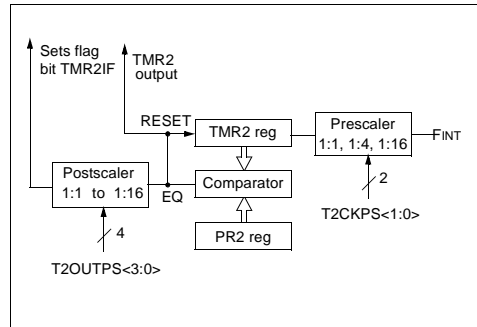 Sets flag
bit TMR2IF
TMR2
output
RESET
TMR2 reg
Prescaler
1:1, 1:4, 1:16
FINT
Postscaler
1:1 to 1:16
EQ
Comparator
2
T2CKPS<1:0>
4
PR2 reg
T2OUTPS<3:0>